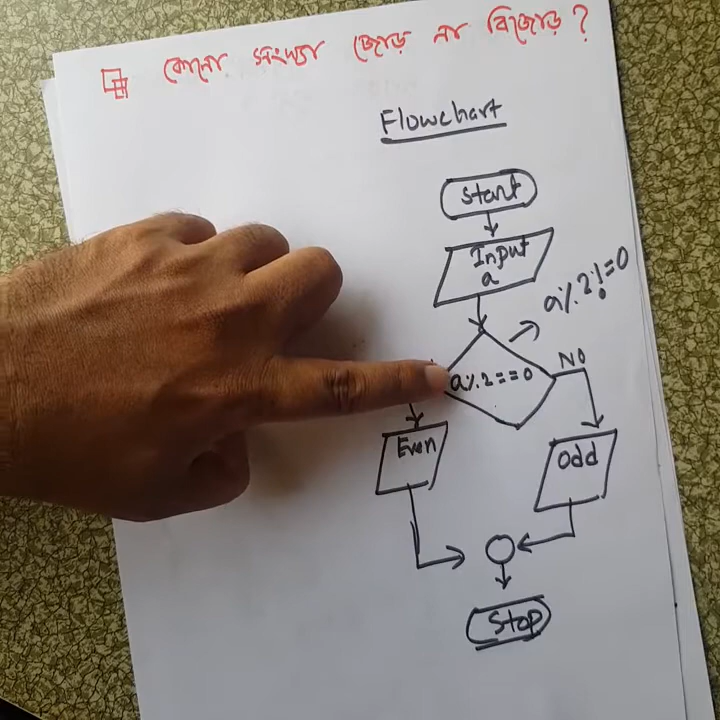 কোনো সংখ্যা জোড় না বিজোড়?
Flowchart
Start
Input
a
a%2!=0
a%2==0
NO
Even
Odd
Stop